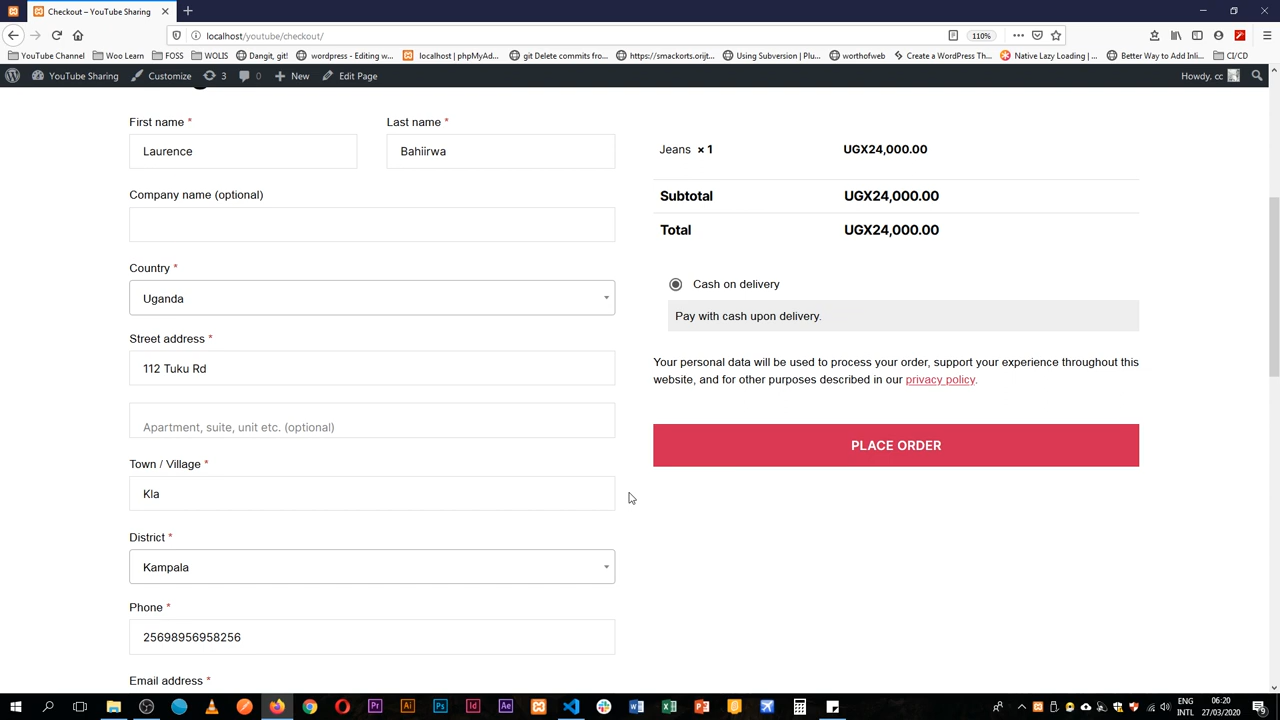 Checkout – YouTube Sharing
localhost/youtube/checkout/
110%
YouTube Channel
Woo Learn
FOSS
WOLIS
Dangit, git!
wordpress - Editing w...
localhost | phpMyAd...
git Delete commits fro...
https://smackorts.orijt...
Using Subversion | Plu...
worthofweb
Create a WordPress Th...
Native Lazy Loading | ...
Better Way to Add Inli...
CI/CD
YouTube Sharing
Customize
3
0
New
Edit Page
Howdy, cc
First name *
Last name *
Laurence
Bahiirwa
Company name (optional)
Country *
Uganda
Street address *
112 Tuku Rd
Apartment, suite, unit etc. (optional)
Town / Village *
Kla
District *
Kampala
Phone *
25698956958256
Email address *
Jeans × 1
UGX24,000.00
Subtotal
UGX24,000.00
Total
UGX24,000.00
Cash on delivery
Pay with cash upon delivery.
Your personal data will be used to process your order, support your experience throughout this
website, and for other purposes described in our privacy policy.
PLACE ORDER
Pr
Ai
Ps
Id
Ae
ENG
INTL
06:20
27/03/2020